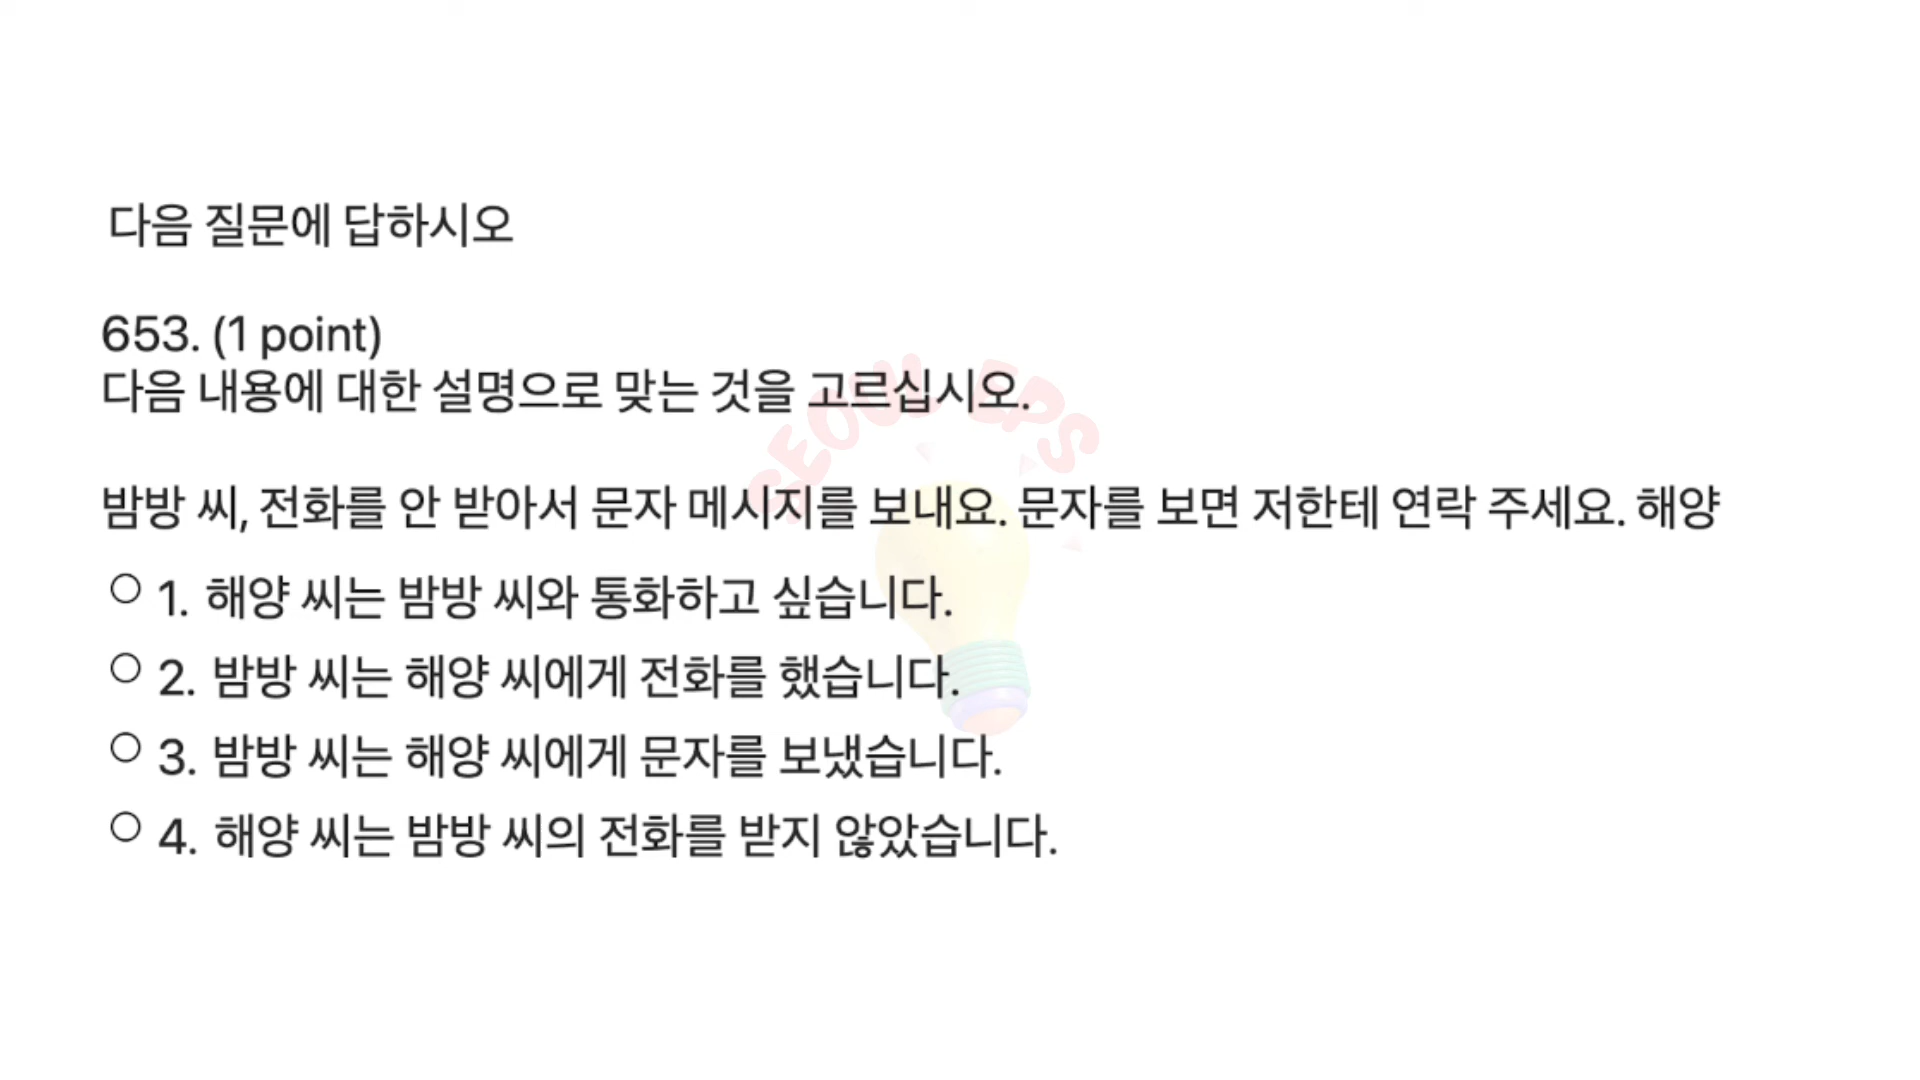 다음 질문에 답하시오
653. (1 point)
다음 내용에 대한 설명으로 맞는 것을 고르십시오.
SEOUL EPS
밤방 씨, 전화를 안 받아서 문자 메시지를 보내요. 문자를 보면 저한테 연락 주세요. 해양
1. 해양 씨는 밤방 씨와 통화하고 싶습니다.
2. 밤방 씨는 해양 씨에게 전화를 했습니다.
3. 밤방 씨는 해양 씨에게 문자를 보냈습니다.
4. 해양 씨는 밤방 씨의 전화를 받지 않았습니다.